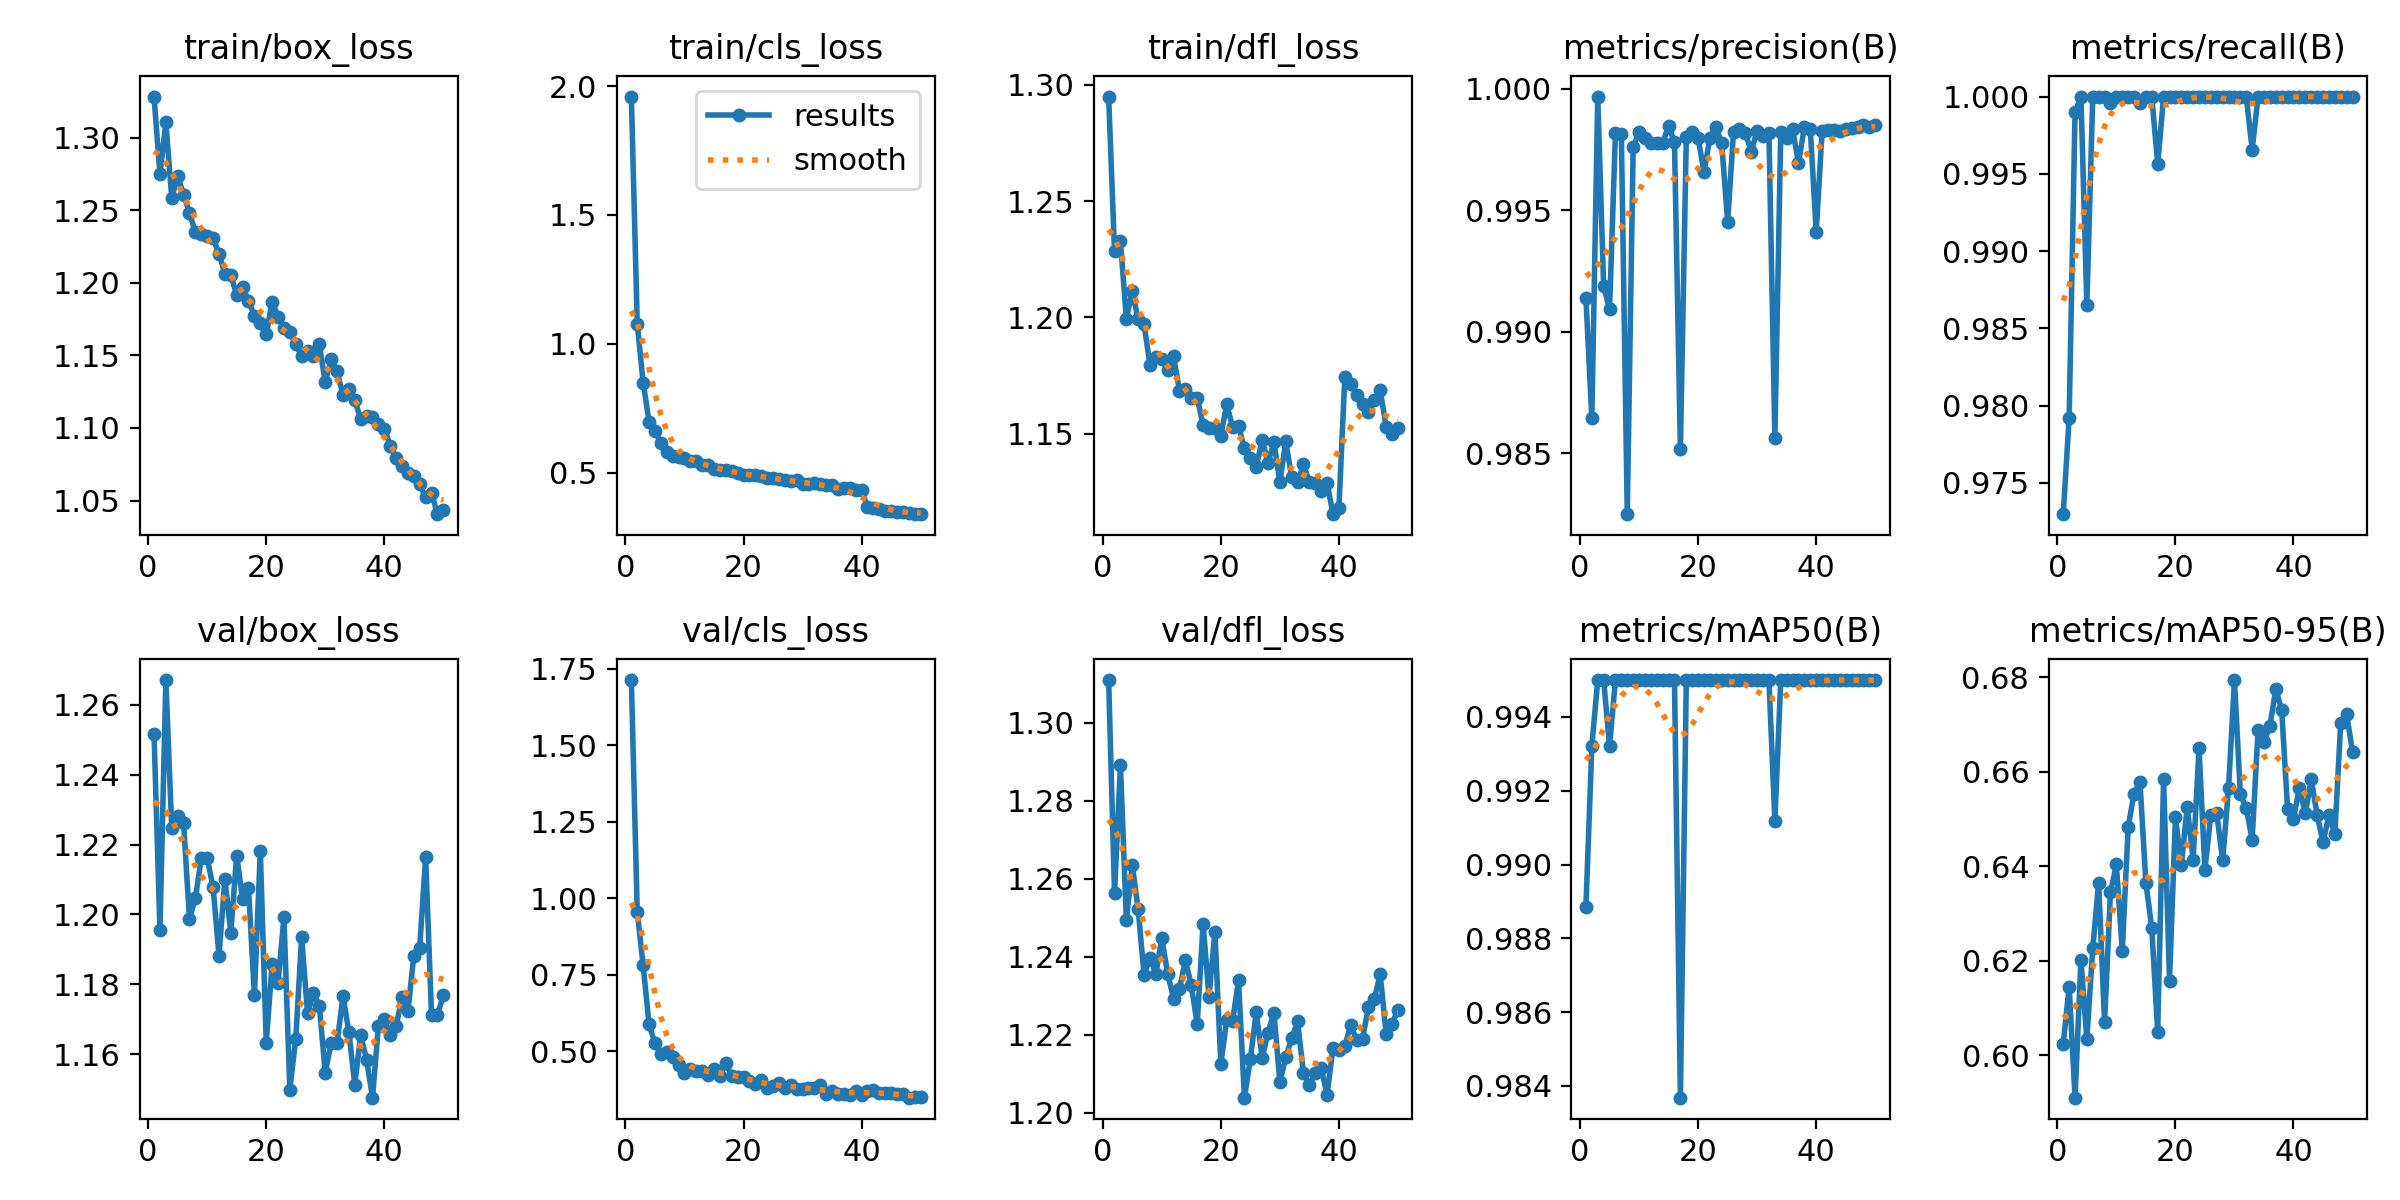 train/box_loss
train/cls_loss
train/dfl_loss
metrics/precision(B)
metrics/recall(B)
1.30
1.25
1.20
1.15
1.10
1.05
0 20 40
2.0
1.5
1.0
0.5
0 20 40
results
smooth
1.30
1.25
1.20
1.15
0 20 40
1.000
0.995
0.990
0.985
0 20 40
1.000
0.995
0.990
0.985
0.980
0.975
0 20 40
val/box_loss
val/cls_loss
val/dfl_loss
metrics/mAP50(B)
metrics/mAP50-95(B)
1.26
1.24
1.22
1.20
1.18
1.16
0 20 40
1.75
1.50
1.25
1.00
0.75
0.50
0 20 40
1.30
1.28
1.26
1.24
1.22
1.20
0 20 40
0.994
0.992
0.990
0.988
0.986
0.984
0 20 40
0.68
0.66
0.64
0.62
0.60
0 20 40